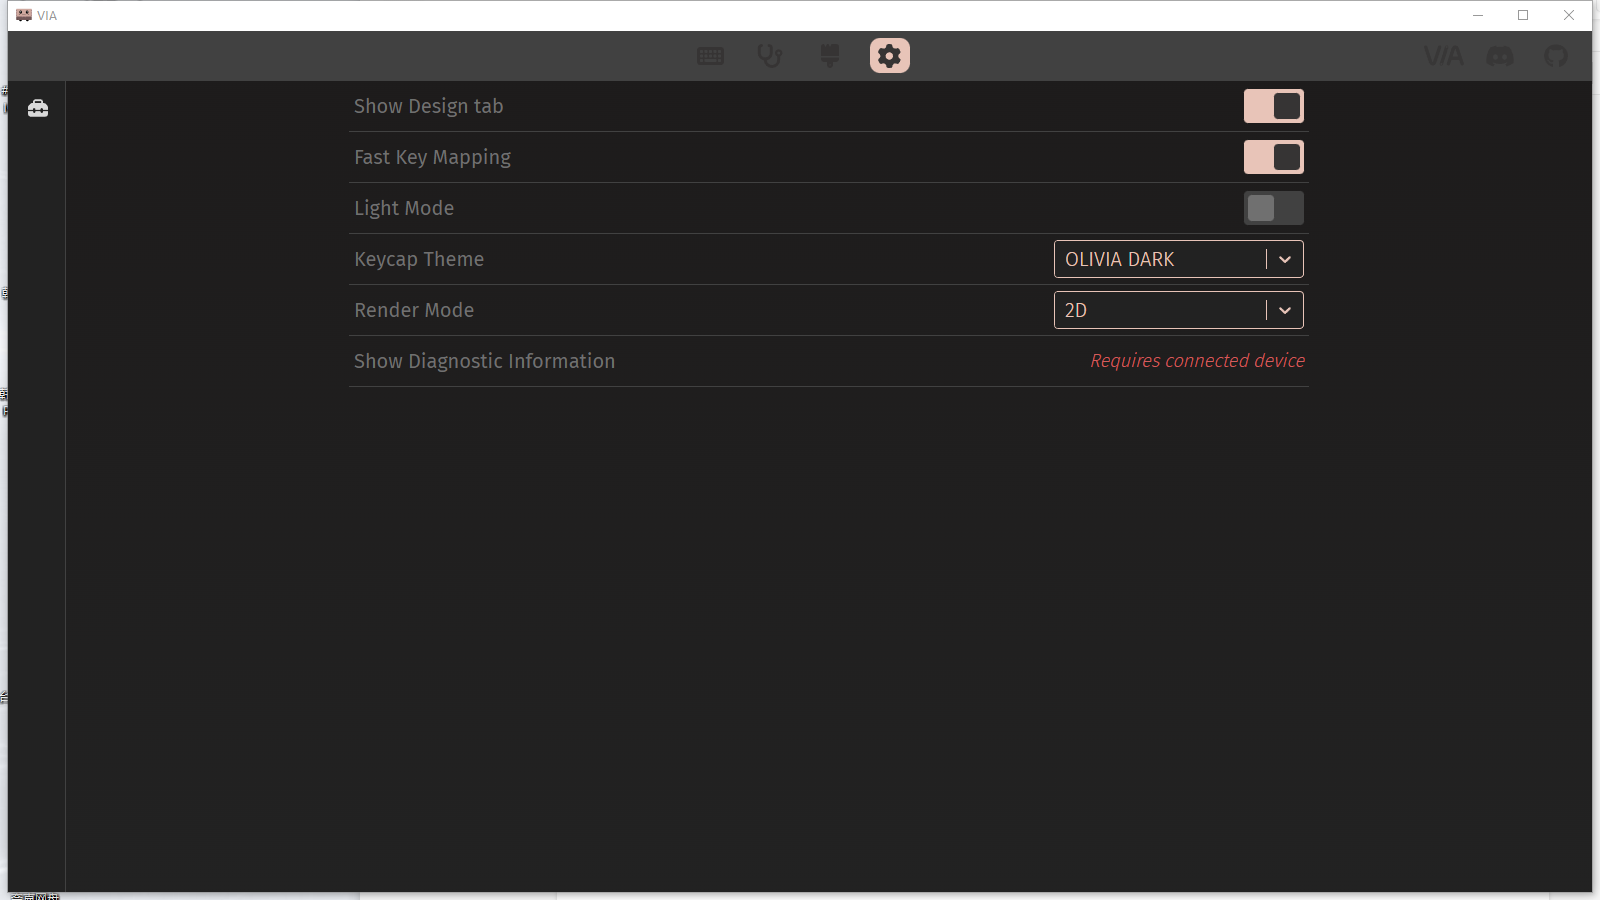 VIA
VIA
Show Design tab
Fast Key Mapping
Light Mode
Keycap Theme
OLIVIA DARK
Render Mode
2D
Show Diagnostic Information
Requires connected device